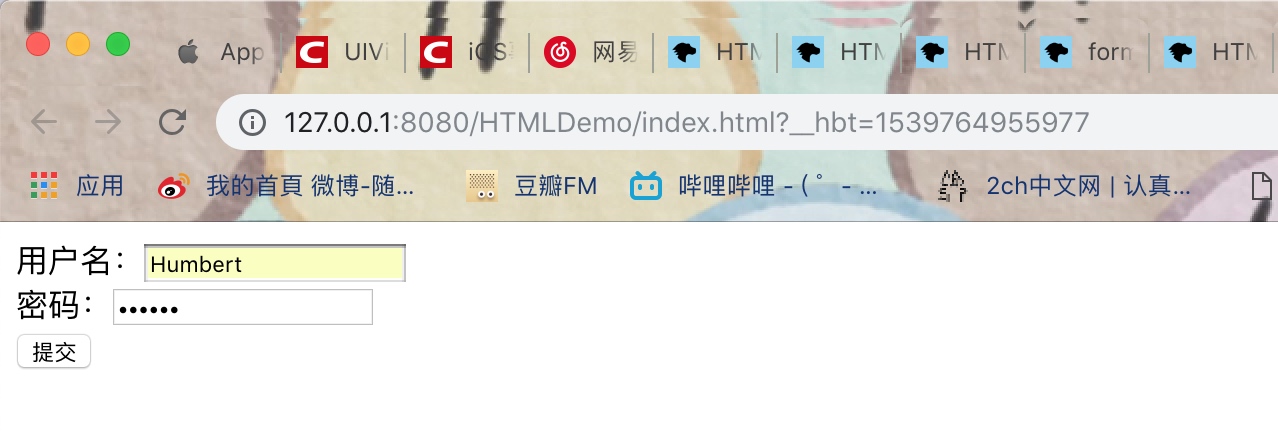 App
UIVi
iOS
网易
HTM
HTM
HTM
form
HTM
127.0.0.1:8080/HTMLDemo/index.html?__hbt=1539764955977
应用
我的首頁 微博-随...
豆瓣FM
哔哩哔哩 - ( ゜- ...
2ch中文网 | 认真...
用户名：Humbert
密码：••••••
提交